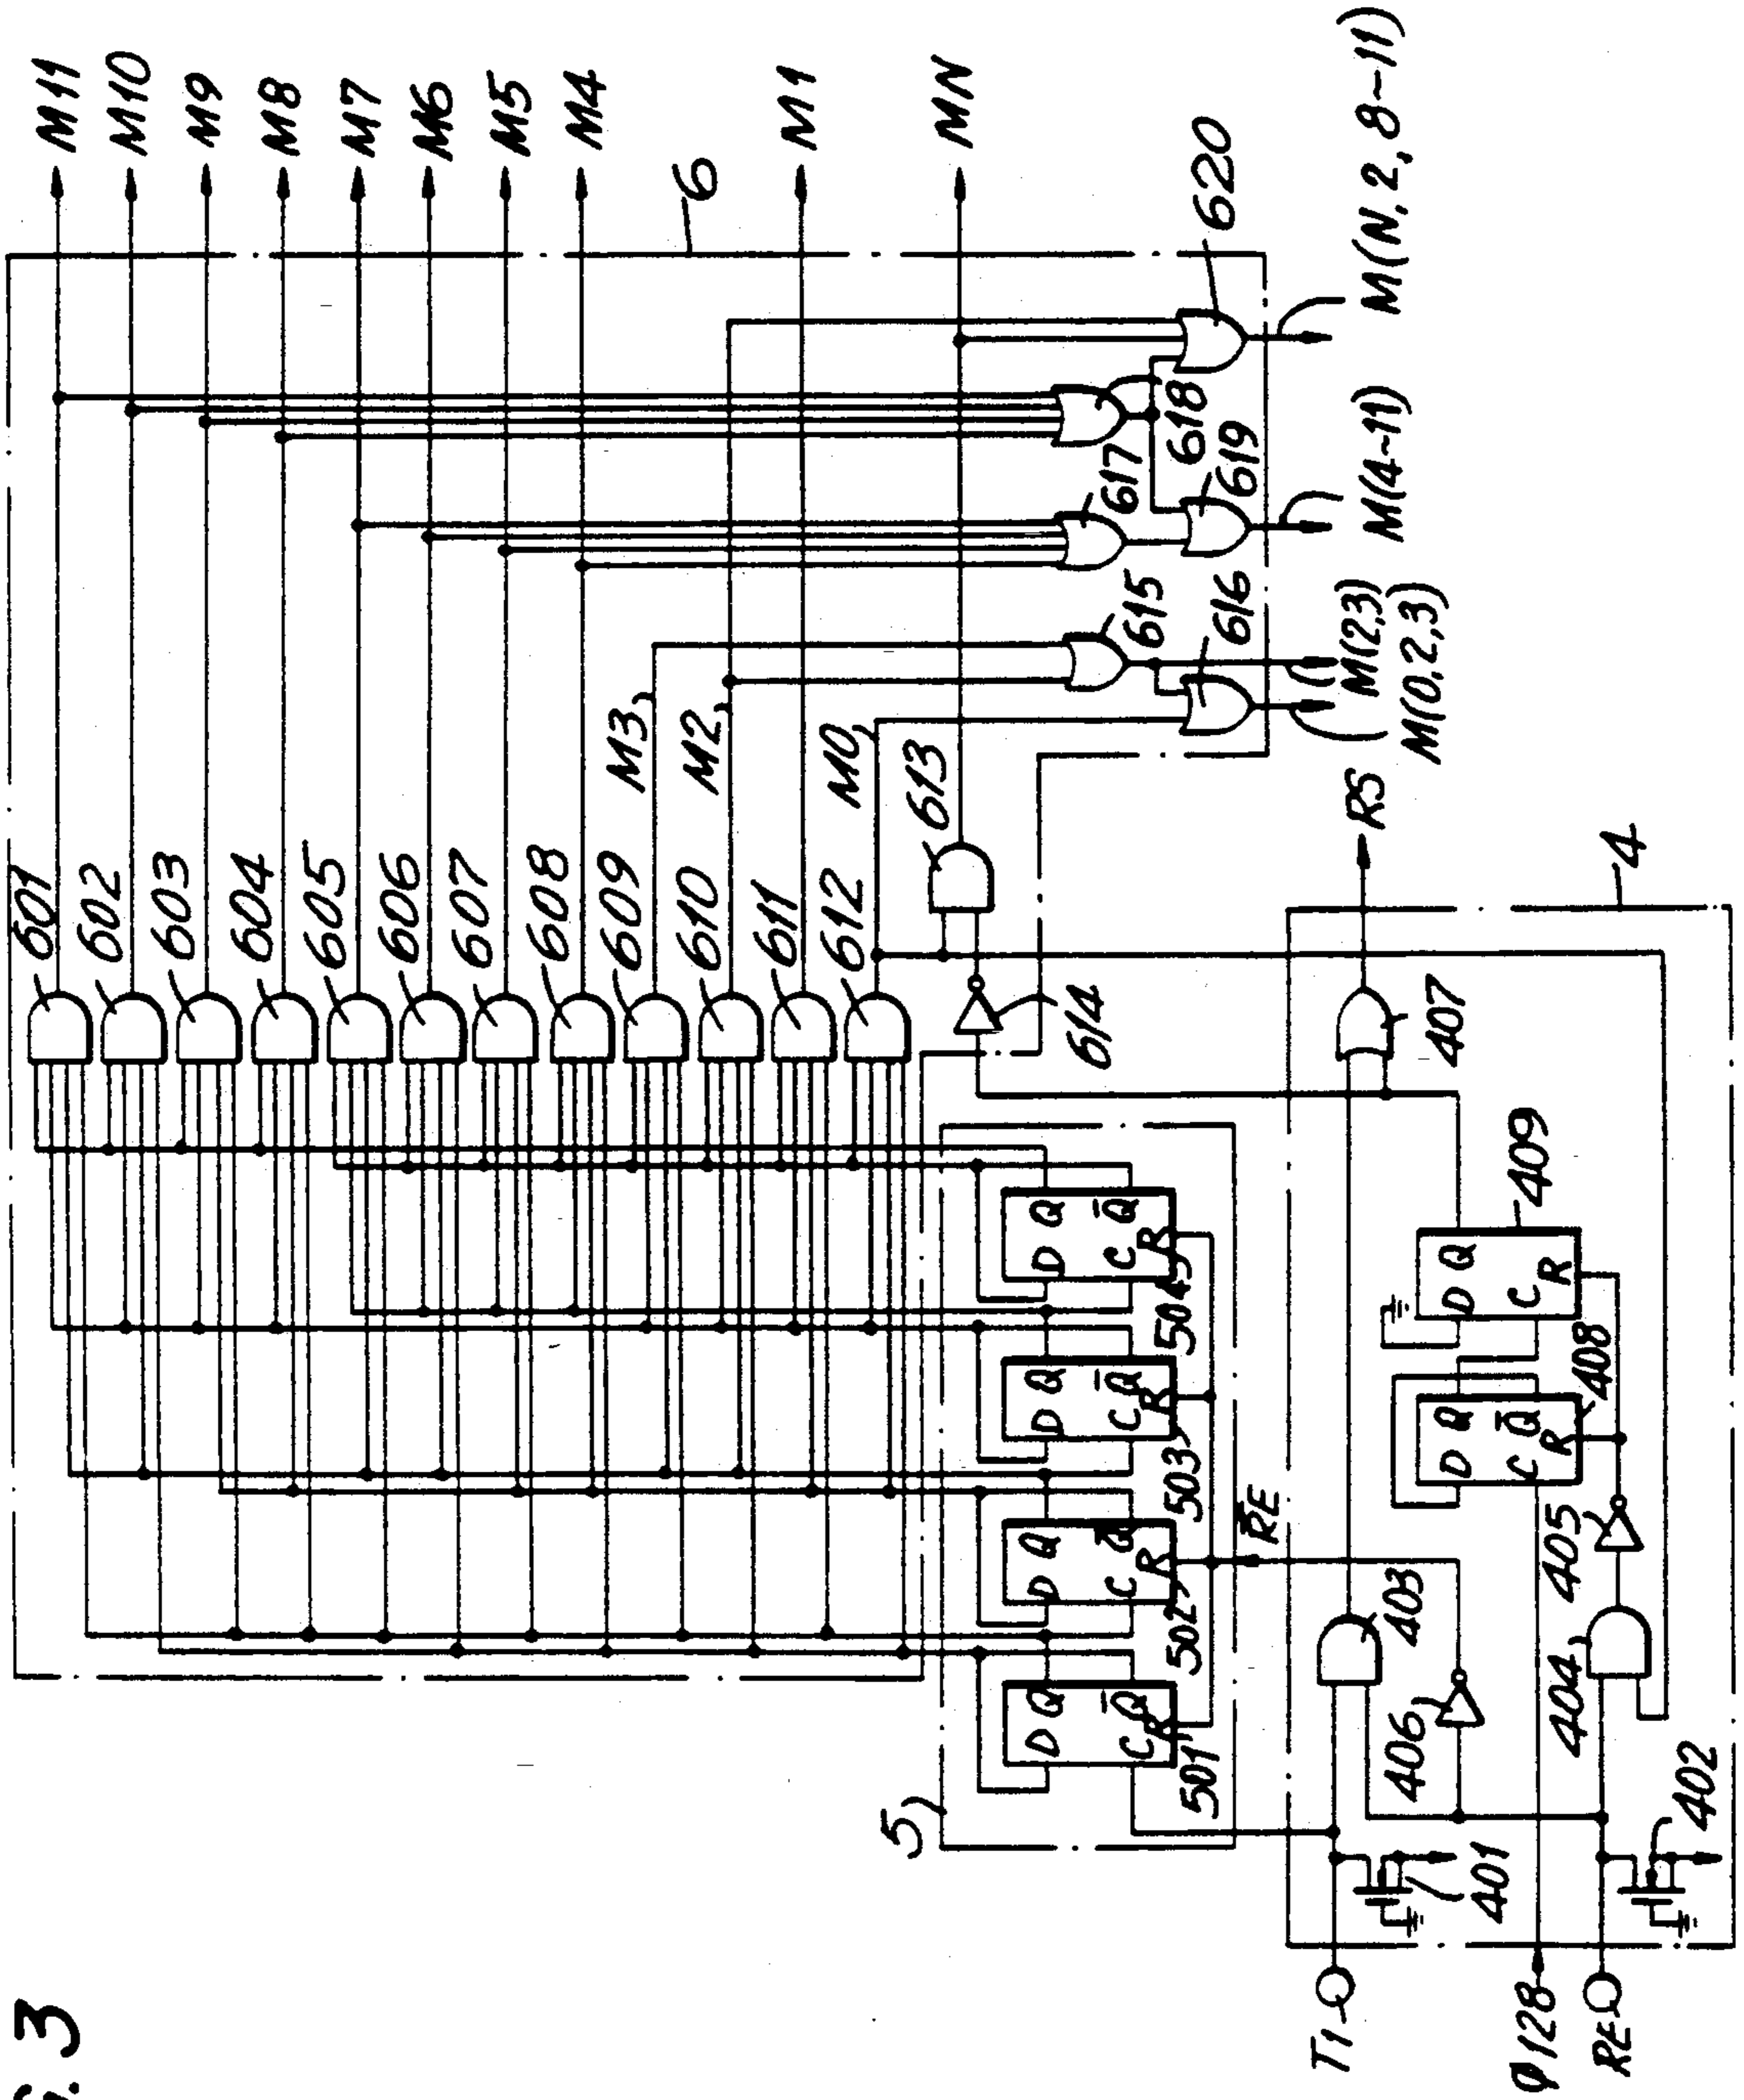 G. 3
M11
M10
M9
M8
M7
M6
M5
M4
M1
MN
6
601
602
603
604
605
606
607
608
609
610
611
612
613
614
M3
M2
M0
615
616
617
618
619
620
M(N, 2, 8~11)
M(4~11)
M(2,3)
M(0,2,3)
RS
4
5
D Q
C Q̅
R
501
D Q
C Q̅
R
502
D Q
C Q̅
R
503
D Q
C Q̅
R
504
R̅E̅
T1
φ128
RE
401
402
403
404
405
406
407
D Q
C Q̅
R
408
D Q
C
R
409